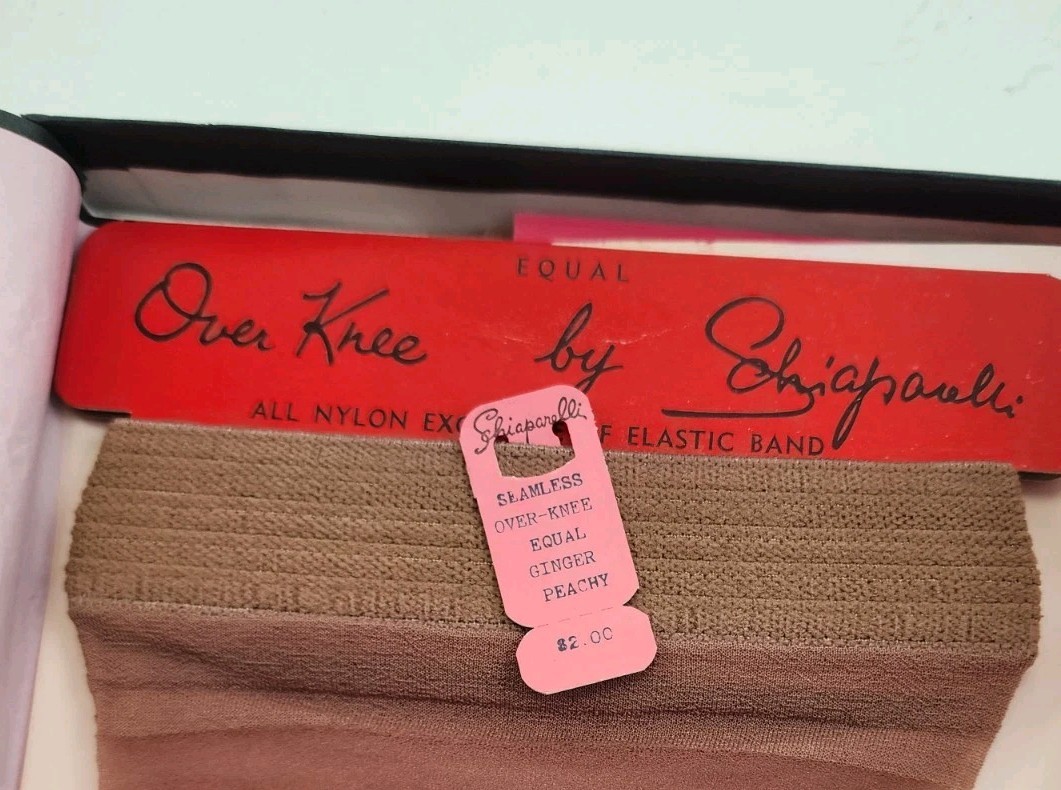 EQUAL
Over Knee by Schiaparelli
ALL NYLON EXC F ELASTIC BAND
Schiaparelli
SEAMLESS
OVER-KNEE
EQUAL
GINGER
PEACHY
$2.00